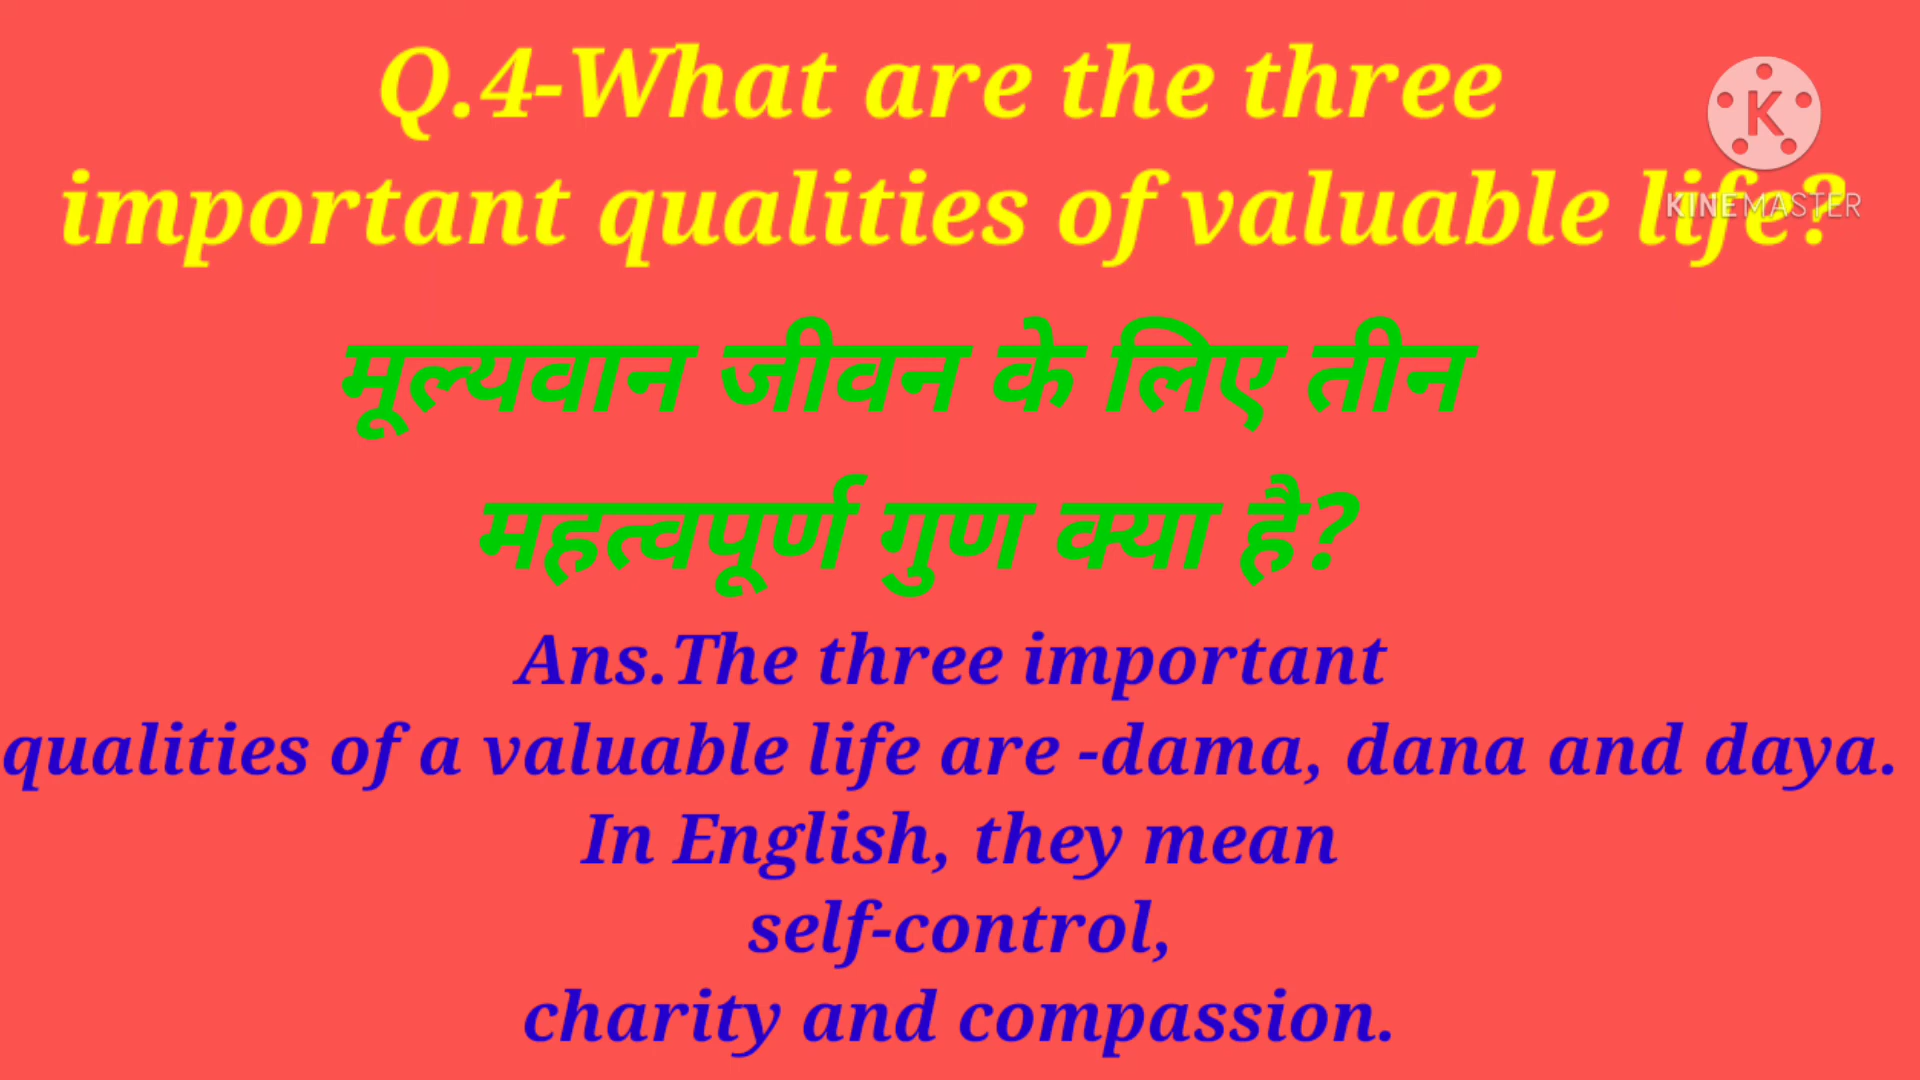 Q.4-What are the three
important qualities of valuable life?
K
KINEMASTER
मूल्यवान जीवन के लिए तीन
महत्वपूर्ण गुण क्या है?
Ans.The three important
qualities of a valuable life are -dama, dana and daya.
In English, they mean
self-control,
charity and compassion.